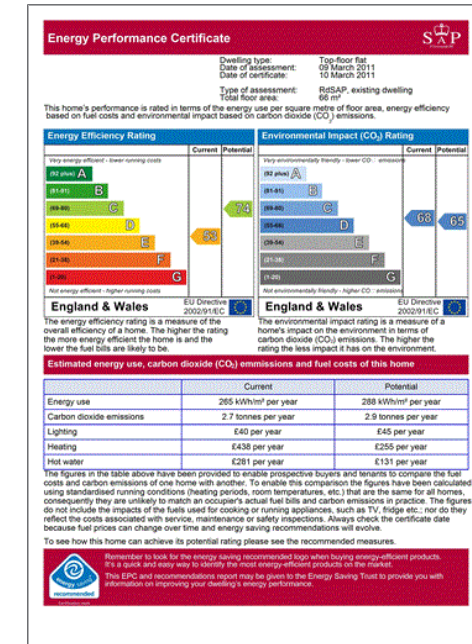 Energy Performance Certificate
SAP
Dwelling type: Top-floor flat
Date of assessment: 09 March 2011
Date of certificate: 10 March 2011
Type of assessment: RdSAP, existing dwelling
Total floor area: 66 m²
This home's performance is rated in terms of the energy use per square metre of floor area, energy efficiency
based on fuel costs and environmental impact based on carbon dioxide (CO2) emissions.
Energy Efficiency Rating
Current Potential
Very energy efficient - lower running costs
(92 plus) A
(81-91) B
(69-80) C
74
(55-68) D
(39-54) E
53
(21-38) F
(1-20) G
Not energy efficient - higher running costs
England & Wales
EU Directive
2002/91/EC
Environmental Impact (CO2) Rating
Current Potential
Very environmentally friendly - lower CO2 emissions
(92 plus) A
(81-91) B
(69-80) C
68 65
(55-68) D
(39-54) E
(21-38) F
(1-20) G
Not environmentally friendly - higher CO2 emissions
England & Wales
EU Directive
2002/91/EC
The energy efficiency rating is a measure of the
overall efficiency of a home. The higher the rating
the more energy efficient the home is and the
lower the fuel bills are likely to be.
The environmental impact rating is a measure of a
home's impact on the environment in terms of
carbon dioxide (CO₂) emissions. The higher the
rating the less impact it has on the environment.
Estimated energy use, carbon dioxide (CO2) emmissions and fuel costs of this home
Current Potential
Energy use 265 kWh/m² per year 288 kWh/m² per year
Carbon dioxide emissions 2.7 tonnes per year 2.9 tonnes per year
Lighting £40 per year £45 per year
Heating £438 per year £255 per year
Hot water £281 per year £131 per year
The figures in the table above have been provided to enable prospective buyers and tenants to compare the fuel
costs and carbon emissions of one home with another. To enable this comparison the figures have been calculated
using standardised running conditions (heating periods, room temperatures, etc.) that are the same for all homes,
consequently they are unlikely to match an occupier's actual fuel bills and carbon emissions in practice. The figures
do not include the impacts of the fuels used for cooking or running appliances, such as TV, fridge etc.; nor do they
reflect the costs associated with service, maintenance or safety inspections. Always check the certificate date
because fuel prices can change over time and energy saving recommendations will evolve.
To see how this home can achieve its potential rating please see the recommended measures.
energy saving
recommended
Remember to look for the energy saving recommended logo when buying energy-efficient products.
It's a quick and easy way to identify the most energy-efficient products on the market.
This EPC and recommendations report may be given to the Energy Saving Trust to provide you with
information on improving your dwelling's energy performance.